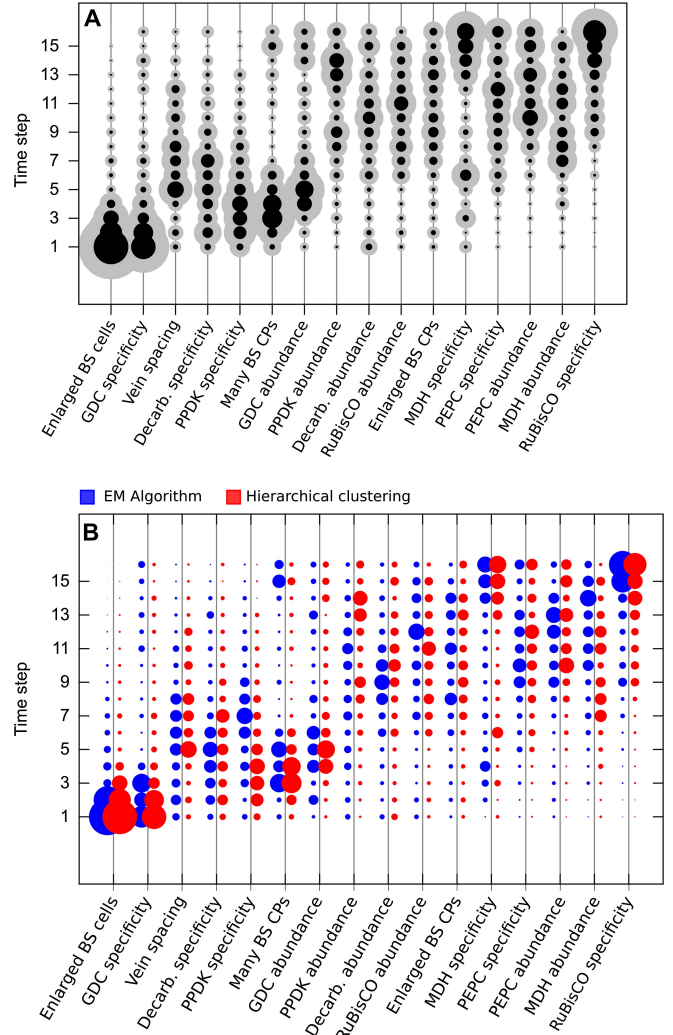 A
Time step
15
13
11
9
7
5
3
1
Enlarged BS cells
GDC specificity
Vein spacing
Decarb. specificity
PPDK specificity
Many BS CPs
GDC abundance
PPDK abundance
Decarb. abundance
RuBisCO abundance
Enlarged BS CPs
MDH specificity
PEPC specificity
PEPC abundance
MDH abundance
RuBisCO specificity
EM Algorithm
Hierarchical clustering
B
Time step
15
13
11
9
7
5
3
1
Enlarged BS cells
GDC specificity
Vein spacing
Decarb. specificity
PPDK specificity
Many BS CPs
GDC abundance
PPDK abundance
Decarb. abundance
RuBisCO abundance
Enlarged BS CPs
MDH specificity
PEPC specificity
PEPC abundance
MDH abundance
RuBisCO specificity